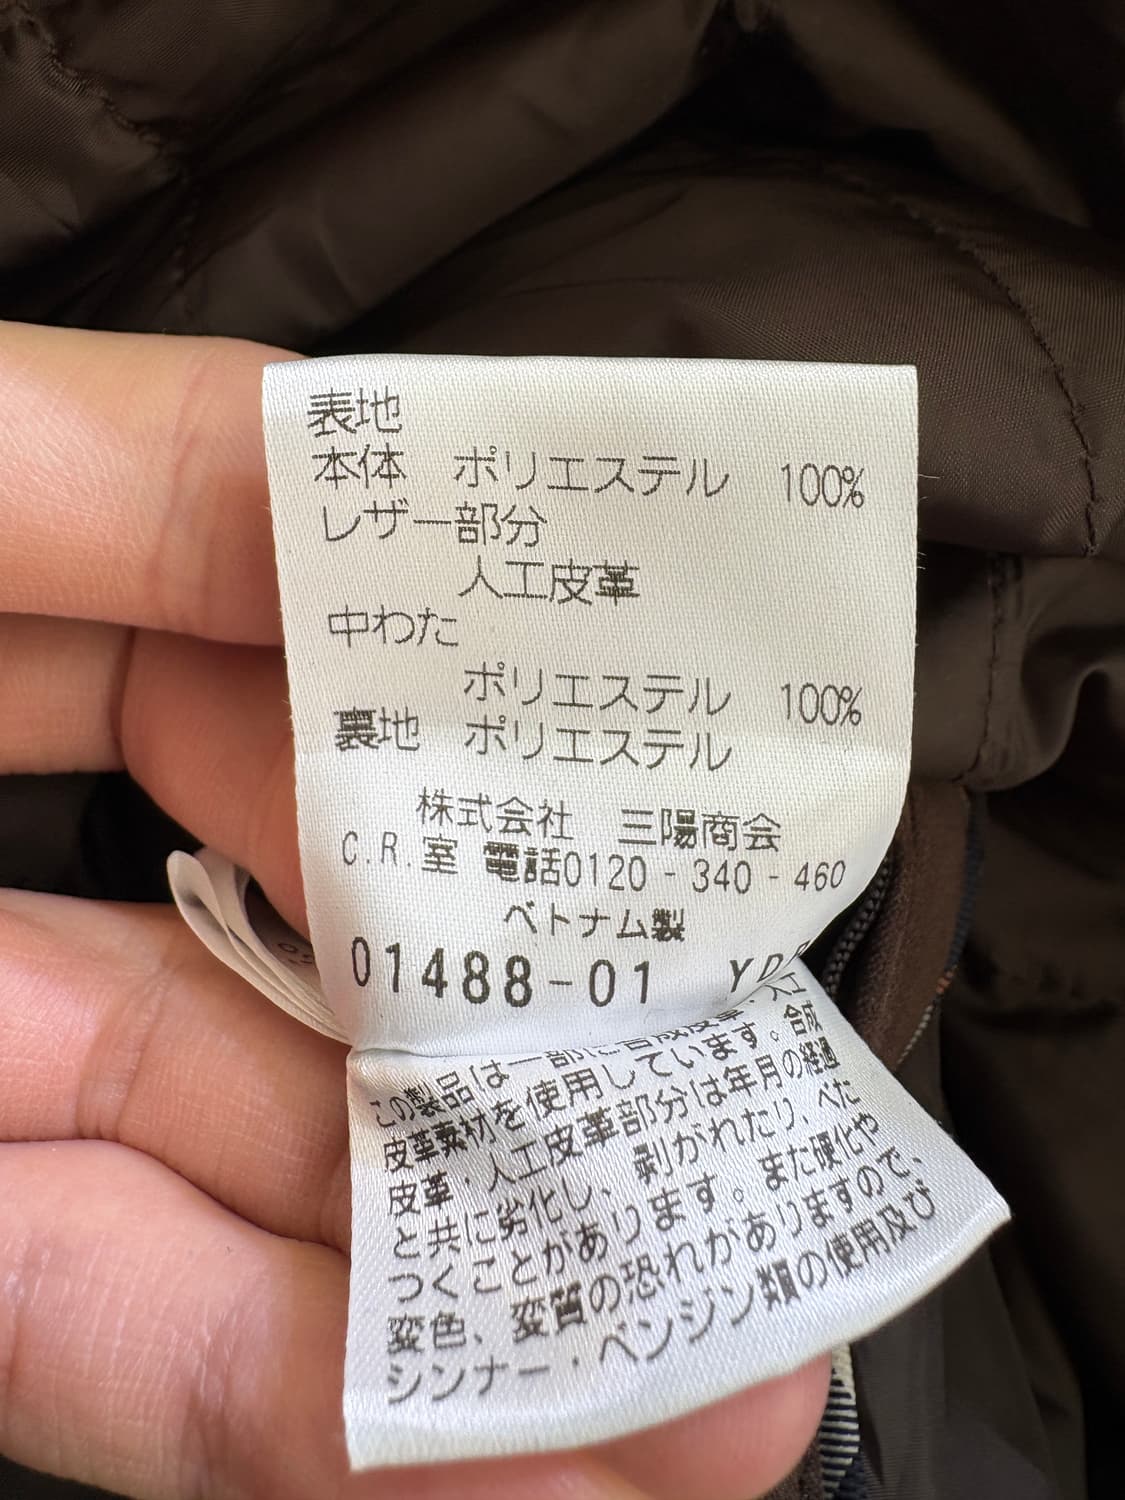 表地
本体 ポリエステル 100%
レザー部分
人工皮革
中わた
ポリエステル 100%
裏地 ポリエステル
株式会社 三陽商会
C.R.室 電話0120-340-460
ベトナム製
01488-01
この製品は一部に合成皮革、人工
皮革素材を使用しています。合成
皮革・人工皮革部分は年月の経過
と共に劣化し、剥がれたり、べた
つくことがあります。また硬化や
変色、変質の恐れがありますので、
シンナー・ベンジン類の使用及び